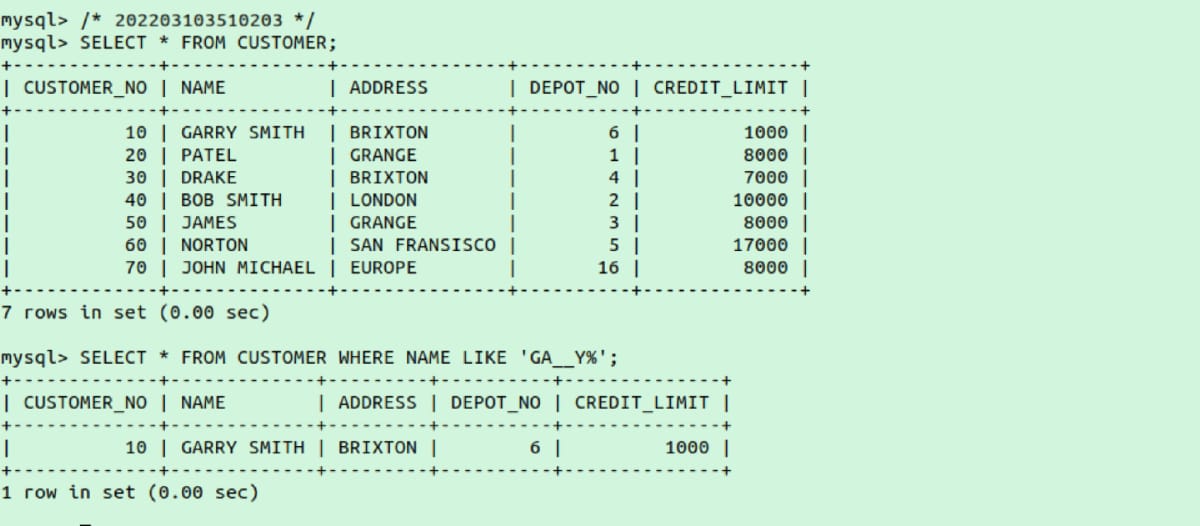 mysql> /* 202203103510203 */
mysql> SELECT * FROM CUSTOMER;
+-------------+--------------+---------------+----------+--------------+
| CUSTOMER_NO | NAME         | ADDRESS       | DEPOT_NO | CREDIT_LIMIT |
+-------------+--------------+---------------+----------+--------------+
|          10 | GARRY SMITH  | BRIXTON       |        6 |         1000 |
|          20 | PATEL        | GRANGE        |        1 |         8000 |
|          30 | DRAKE        | BRIXTON       |        4 |         7000 |
|          40 | BOB SMITH    | LONDON        |        2 |        10000 |
|          50 | JAMES        | GRANGE        |        3 |         8000 |
|          60 | NORTON       | SAN FRANSISCO |        5 |        17000 |
|          70 | JOHN MICHAEL | EUROPE        |       16 |         8000 |
+-------------+--------------+---------------+----------+--------------+
7 rows in set (0.00 sec)
mysql> SELECT * FROM CUSTOMER WHERE NAME LIKE 'GA__Y%';
+-------------+-------------+---------+----------+--------------+
| CUSTOMER_NO | NAME        | ADDRESS | DEPOT_NO | CREDIT_LIMIT |
+-------------+-------------+---------+----------+--------------+
|          10 | GARRY SMITH | BRIXTON |        6 |         1000 |
+-------------+-------------+---------+----------+--------------+
1 row in set (0.00 sec)